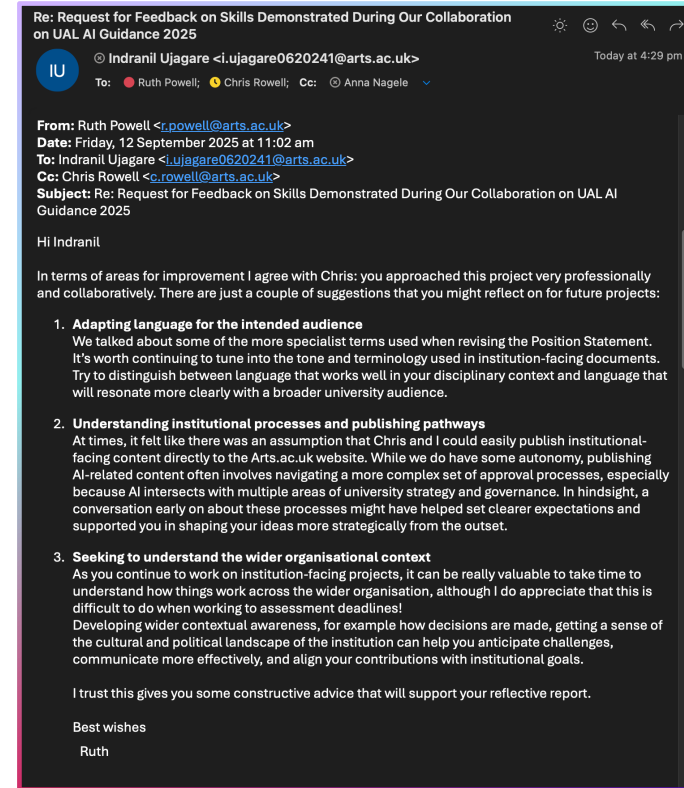 Re: Request for Feedback on Skills Demonstrated During Our Collaboration
on UAL AI Guidance 2025
IU
Indranil Ujagare <i.ujagare0620241@arts.ac.uk>
Today at 4:29 pm
To: Ruth Powell; Chris Rowell; Cc: Anna Nagele
From: Ruth Powell <r.powell@arts.ac.uk>
Date: Friday, 12 September 2025 at 11:02 am
To: Indranil Ujagare <i.ujagare0620241@arts.ac.uk>
Cc: Chris Rowell <c.rowell@arts.ac.uk>
Subject: Re: Request for Feedback on Skills Demonstrated During Our Collaboration on UAL AI
Guidance 2025
Hi Indranil
In terms of areas for improvement I agree with Chris: you approached this project very professionally
and collaboratively. There are just a couple of suggestions that you might reflect on for future projects:
1. Adapting language for the intended audience
We talked about some of the more specialist terms used when revising the Position Statement.
It's worth continuing to tune into the tone and terminology used in institution-facing documents.
Try to distinguish between language that works well in your disciplinary context and language that
will resonate more clearly with a broader university audience.
2. Understanding institutional processes and publishing pathways
At times, it felt like there was an assumption that Chris and I could easily publish institutional-
facing content directly to the Arts.ac.uk website. While we do have some autonomy, publishing
AI-related content often involves navigating a more complex set of approval processes, especially
because AI intersects with multiple areas of university strategy and governance. In hindsight, a
conversation early on about these processes might have helped set clearer expectations and
supported you in shaping your ideas more strategically from the outset.
3. Seeking to understand the wider organisational context
As you continue to work on institution-facing projects, it can be really valuable to take time to
understand how things work across the wider organisation, although I do appreciate that this is
difficult to do when working to assessment deadlines!
Developing wider contextual awareness, for example how decisions are made, getting a sense of
the cultural and political landscape of the institution can help you anticipate challenges,
communicate more effectively, and align your contributions with institutional goals.
I trust this gives you some constructive advice that will support your reflective report.
Best wishes
Ruth